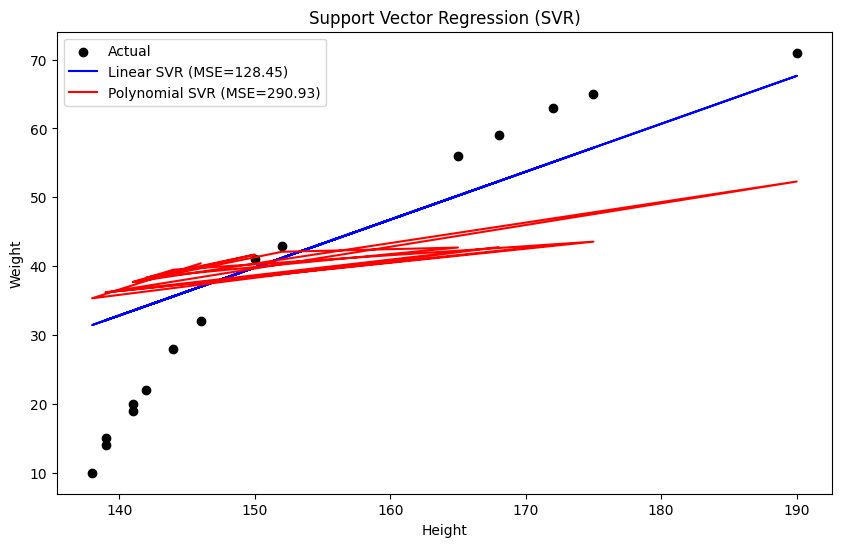 Support Vector Regression (SVR)
Actual
Linear SVR (MSE=128.45)
Polynomial SVR (MSE=290.93)
70
60
50
40
30
20
10
Weight
140
150
160
170
180
190
Height